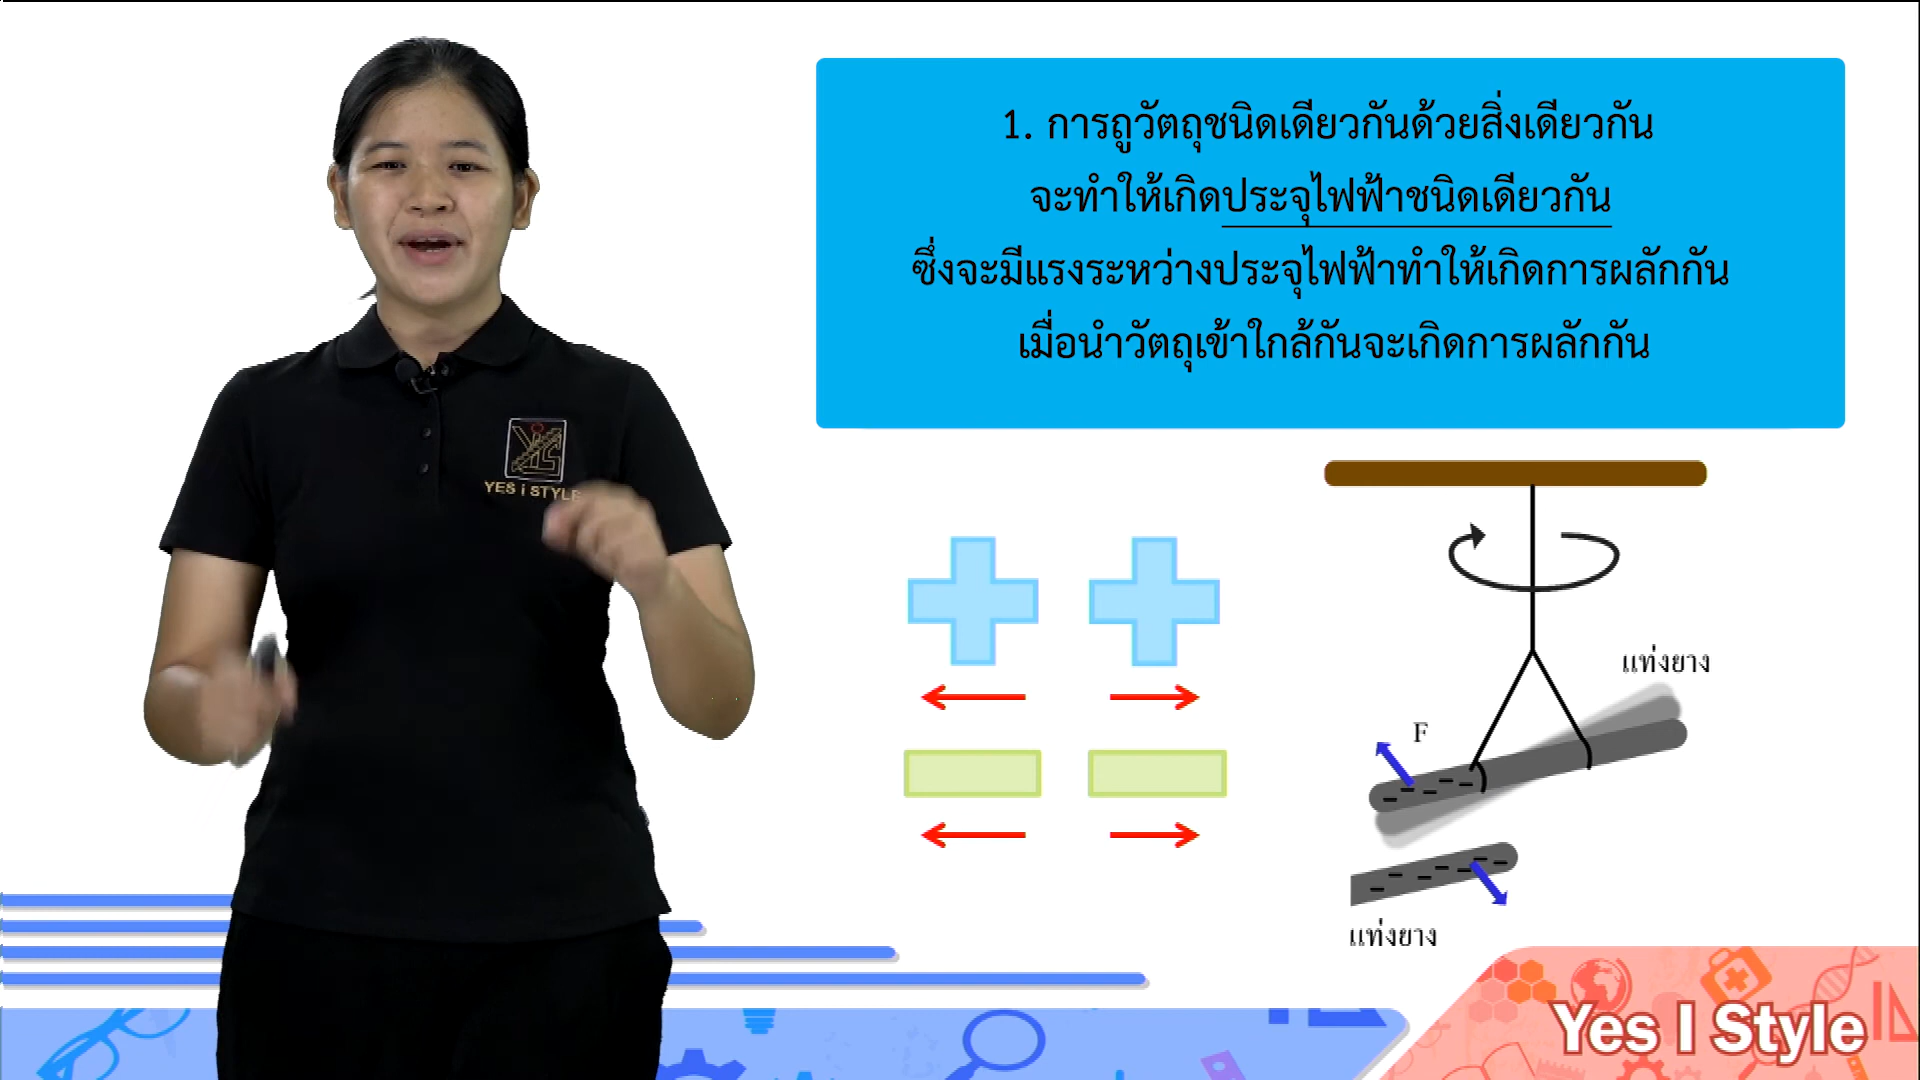 1. การถูวัตถุชนิดเดียวกันด้วยสิ่งเดียวกัน
จะทำให้เกิดประจุไฟฟ้าชนิดเดียวกัน
ซึ่งจะมีแรงระหว่างประจุไฟฟ้าทำให้เกิดการผลักกัน
เมื่อนำวัตถุเข้าใกล้กันจะเกิดการผลักกัน
YES i STYLE
แท่งยาง
F
แท่งยาง
Yes I Style